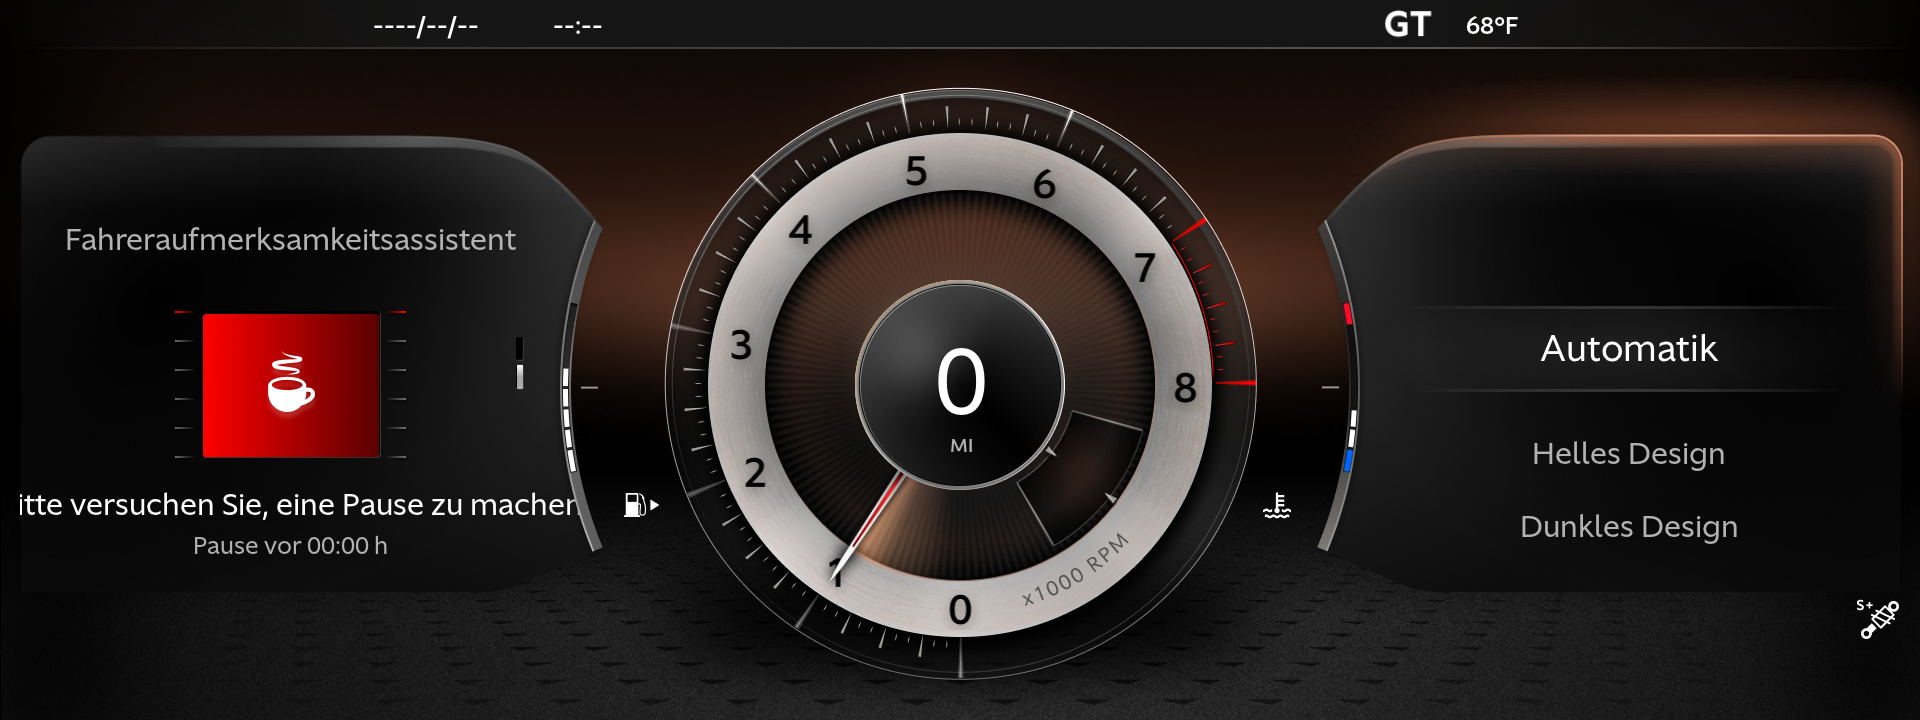 ----/--/-- --:-- GT 68°F
Fahreraufmerksamkeitsassistent
itte versuchen Sie, eine Pause zu machen
Pause vor 00:00 h
0
1
2
3
4
5
6
7
8
x1000 RPM
0
MI
Automatik
Helles Design
Dunkles Design
S+